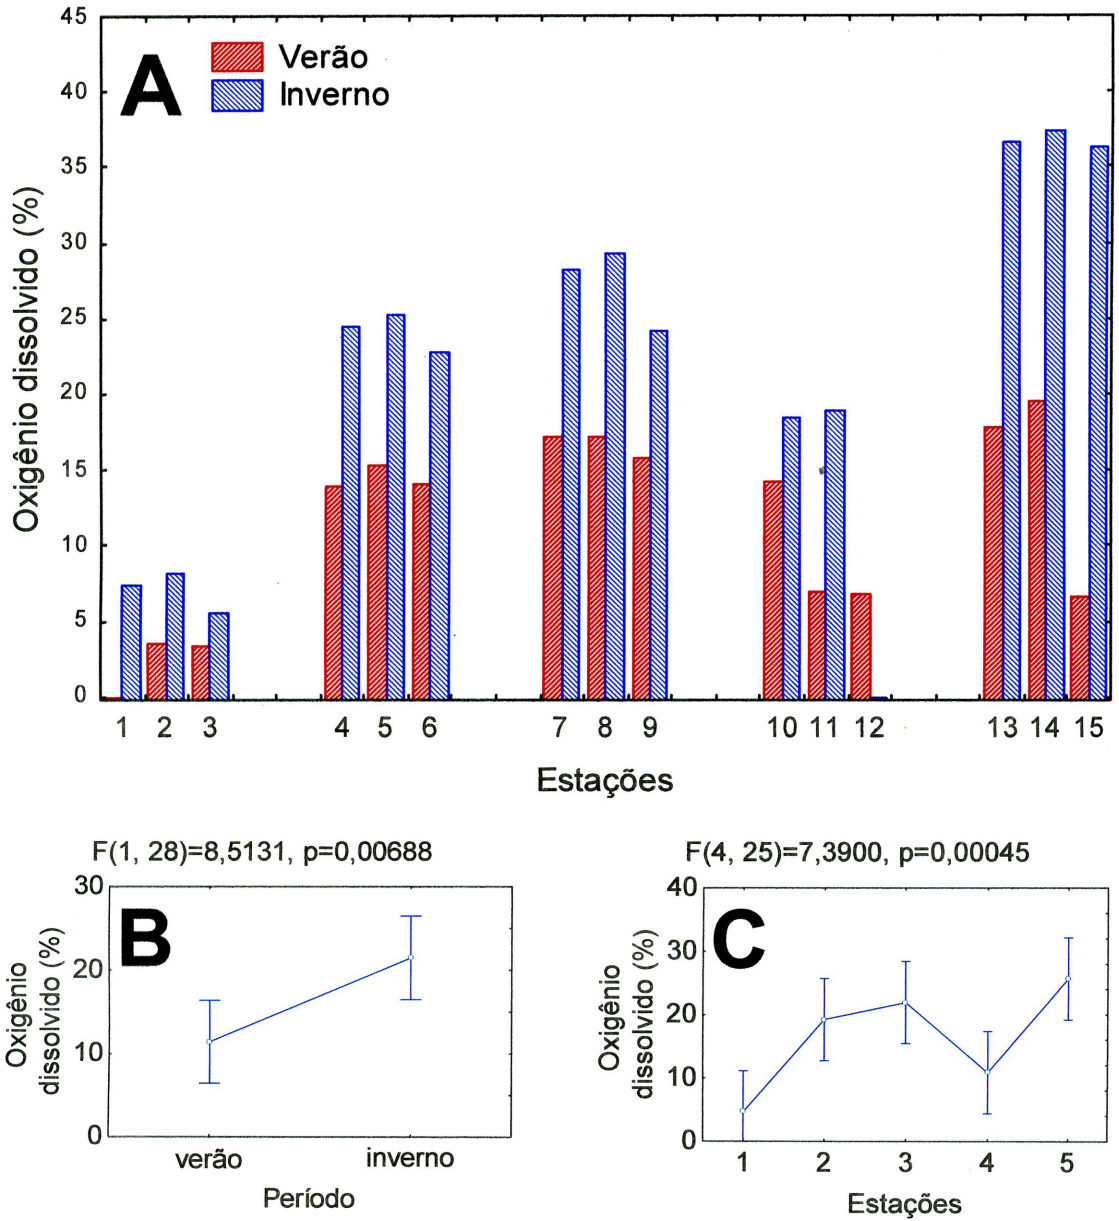 A
Verão
Inverno
45
40
35
30
25
20
15
10
5
0
Oxigênio dissolvido (%)
1 2 3 4 5 6 7 8 9 10 11 12 13 14 15
Estações
F(1, 28)=8,5131, p=0,00688
B
30
20
10
0
Oxigênio
dissolvido (%)
verão inverno
Período
F(4, 25)=7,3900, p=0,00045
C
40
30
20
10
0
Oxigênio
dissolvido (%)
1 2 3 4 5
Estações